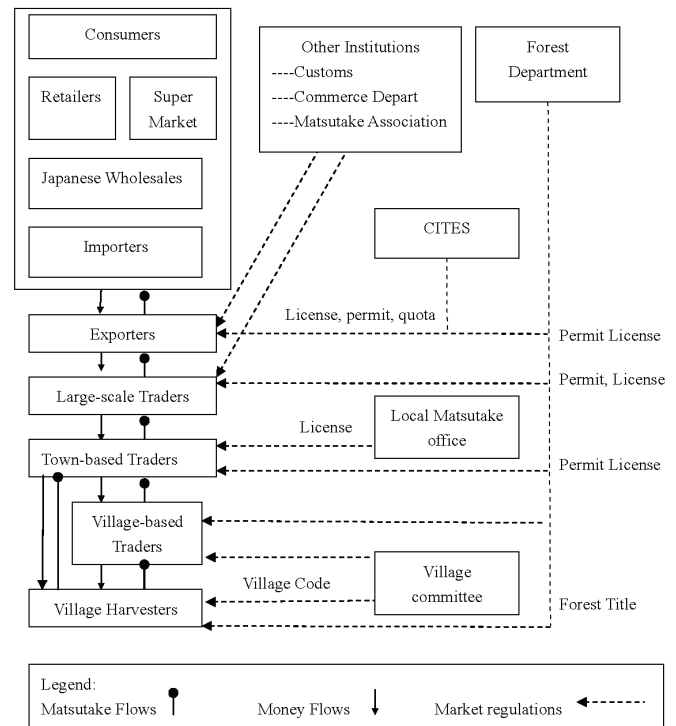 Consumers
Retailers
Super
Market
Japanese Wholesales
Importers
Other Institutions
----Customs
----Commerce Depart
----Matsutake Association
Forest
Department
CITES
License, permit, quota
Exporters
Permit License
Large-scale Traders
Permit, License
License
Local Matsutake
office
Town-based Traders
Permit License
Village-based
Traders
Village
committee
Village Code
Village Harvesters
Forest Title
Legend:
Matsutake Flows
Money Flows
Market regulations